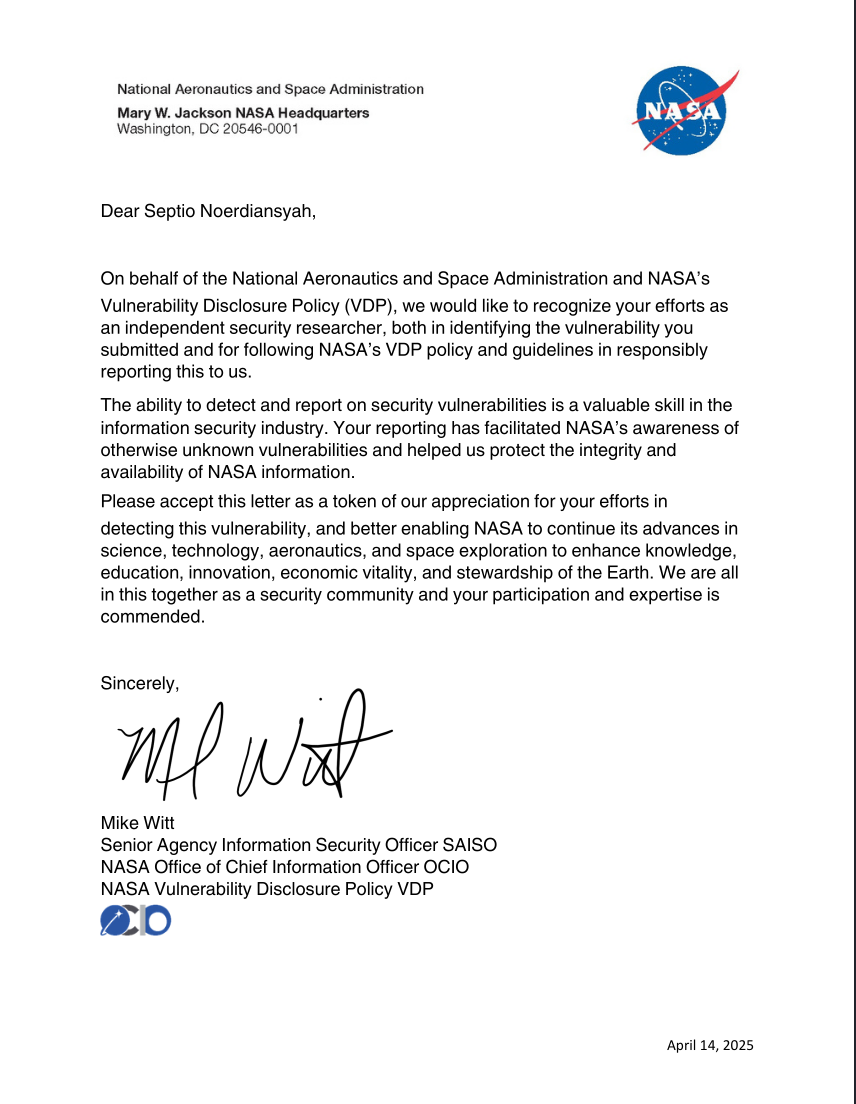 National Aeronautics and Space Administration
Mary W. Jackson NASA Headquarters
Washington, DC 20546-0001
NASA
Dear Septio Noerdiansyah,
On behalf of the National Aeronautics and Space Administration and NASA’s
Vulnerability Disclosure Policy (VDP), we would like to recognize your efforts as
an independent security researcher, both in identifying the vulnerability you
submitted and for following NASA’s VDP policy and guidelines in responsibly
reporting this to us.
The ability to detect and report on security vulnerabilities is a valuable skill in the
information security industry. Your reporting has facilitated NASA’s awareness of
otherwise unknown vulnerabilities and helped us protect the integrity and
availability of NASA information.
Please accept this letter as a token of our appreciation for your efforts in
detecting this vulnerability, and better enabling NASA to continue its advances in
science, technology, aeronautics, and space exploration to enhance knowledge,
education, innovation, economic vitality, and stewardship of the Earth. We are all
in this together as a security community and your participation and expertise is
commended.
Sincerely,
Mike Witt
Senior Agency Information Security Officer SAISO
NASA Office of Chief Information Officer OCIO
NASA Vulnerability Disclosure Policy VDP
OCIO
April 14, 2025